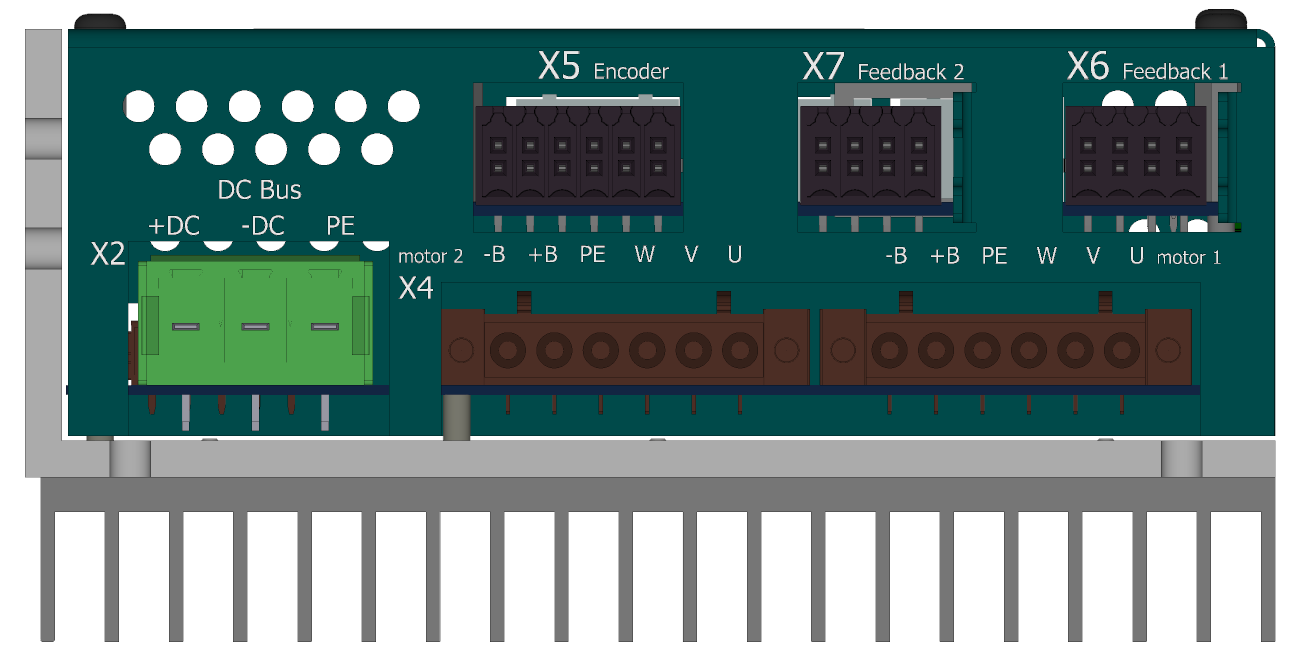 X5 Encoder
X7 Feedback 2
X6 Feedback 1
DC Bus
+DC -DC PE
X2
motor 2 -B +B PE W V U
-B +B PE W V U motor 1
X4